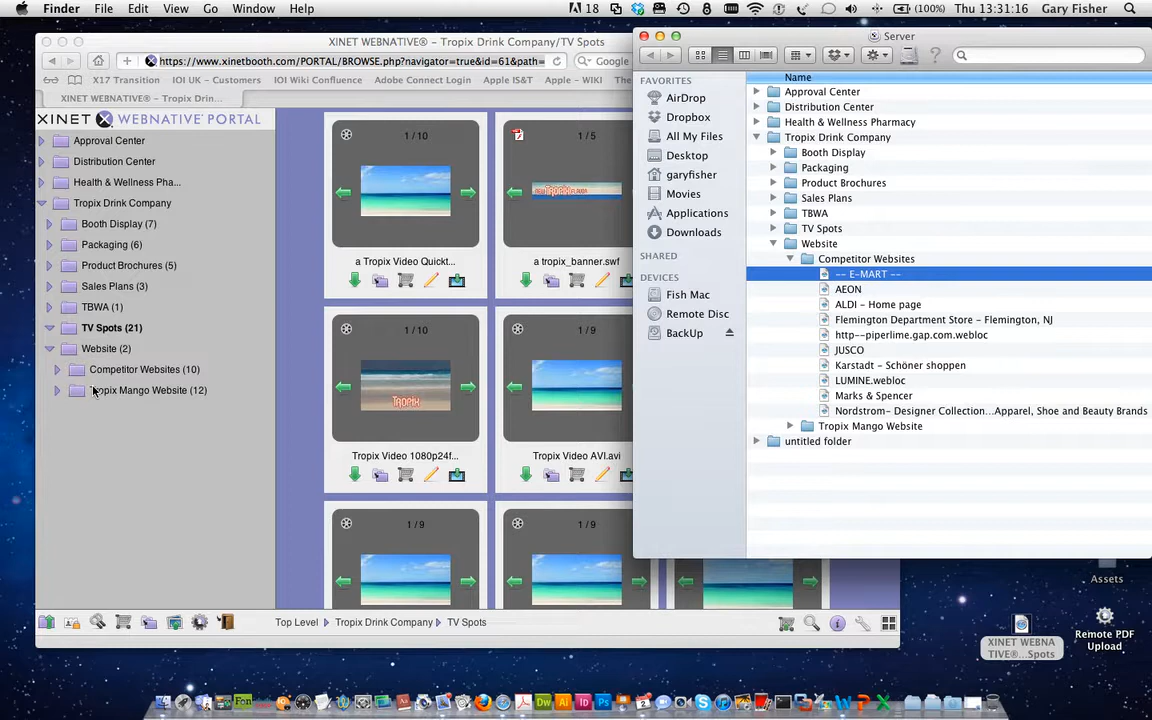 Finder File Edit View Go Window Help
18
(100%) Thu 13:31:16 Gary Fisher
XINET WEBNATIVE® – Tropix Drink Company/TV Spots
https://www.xinetbooth.com/PORTAL/BROWSE.php?navigator=true&id=61&path=
Google
X17 Transition IOI UK – Customers IOI Wiki Confluence Adobe Connect Login Apple IS&T Apple – WIKI The
XINET WEBNATIVE® – Tropix Drin...
XINET WEBNATIVE® PORTAL
Approval Center
Distribution Center
Health & Wellness Pha...
Tropix Drink Company
Booth Display (7)
Packaging (6)
Product Brochures (5)
Sales Plans (3)
TBWA (1)
TV Spots (21)
Website (2)
Competitor Websites (10)
Tropix Mango Website (12)
1 / 10
a Tropix Video Quickt...
1 / 5
NEW TROPIX FLAVOR
a tropix_banner.swf
1 / 10
TROPIX
Tropix Video 1080p24f...
1 / 9
Tropix Video AVI.avi
1 / 9
1 / 9
Top Level Tropix Drink Company TV Spots
Server
FAVORITES
AirDrop
Dropbox
All My Files
Desktop
garyfisher
Movies
Applications
Downloads
SHARED
DEVICES
Fish Mac
Remote Disc
BackUp
Name
Approval Center
Distribution Center
Health & Wellness Pharmacy
Tropix Drink Company
Booth Display
Packaging
Product Brochures
Sales Plans
TBWA
TV Spots
Website
Competitor Websites
-- E-MART --
AEON
ALDI - Home page
Flemington Department Store – Flemington, NJ
http--piperlime.gap.com.webloc
JUSCO
Karstadt – Schöner shoppen
LUMINE.webloc
Marks & Spencer
Nordstrom– Designer Collection...Apparel, Shoe and Beauty Brands
Tropix Mango Website
untitled folder
Assets
XINET WEBNA
TIVE®...Spots
Remote PDF
Upload
Fon
Dw Ai Id Ps
2